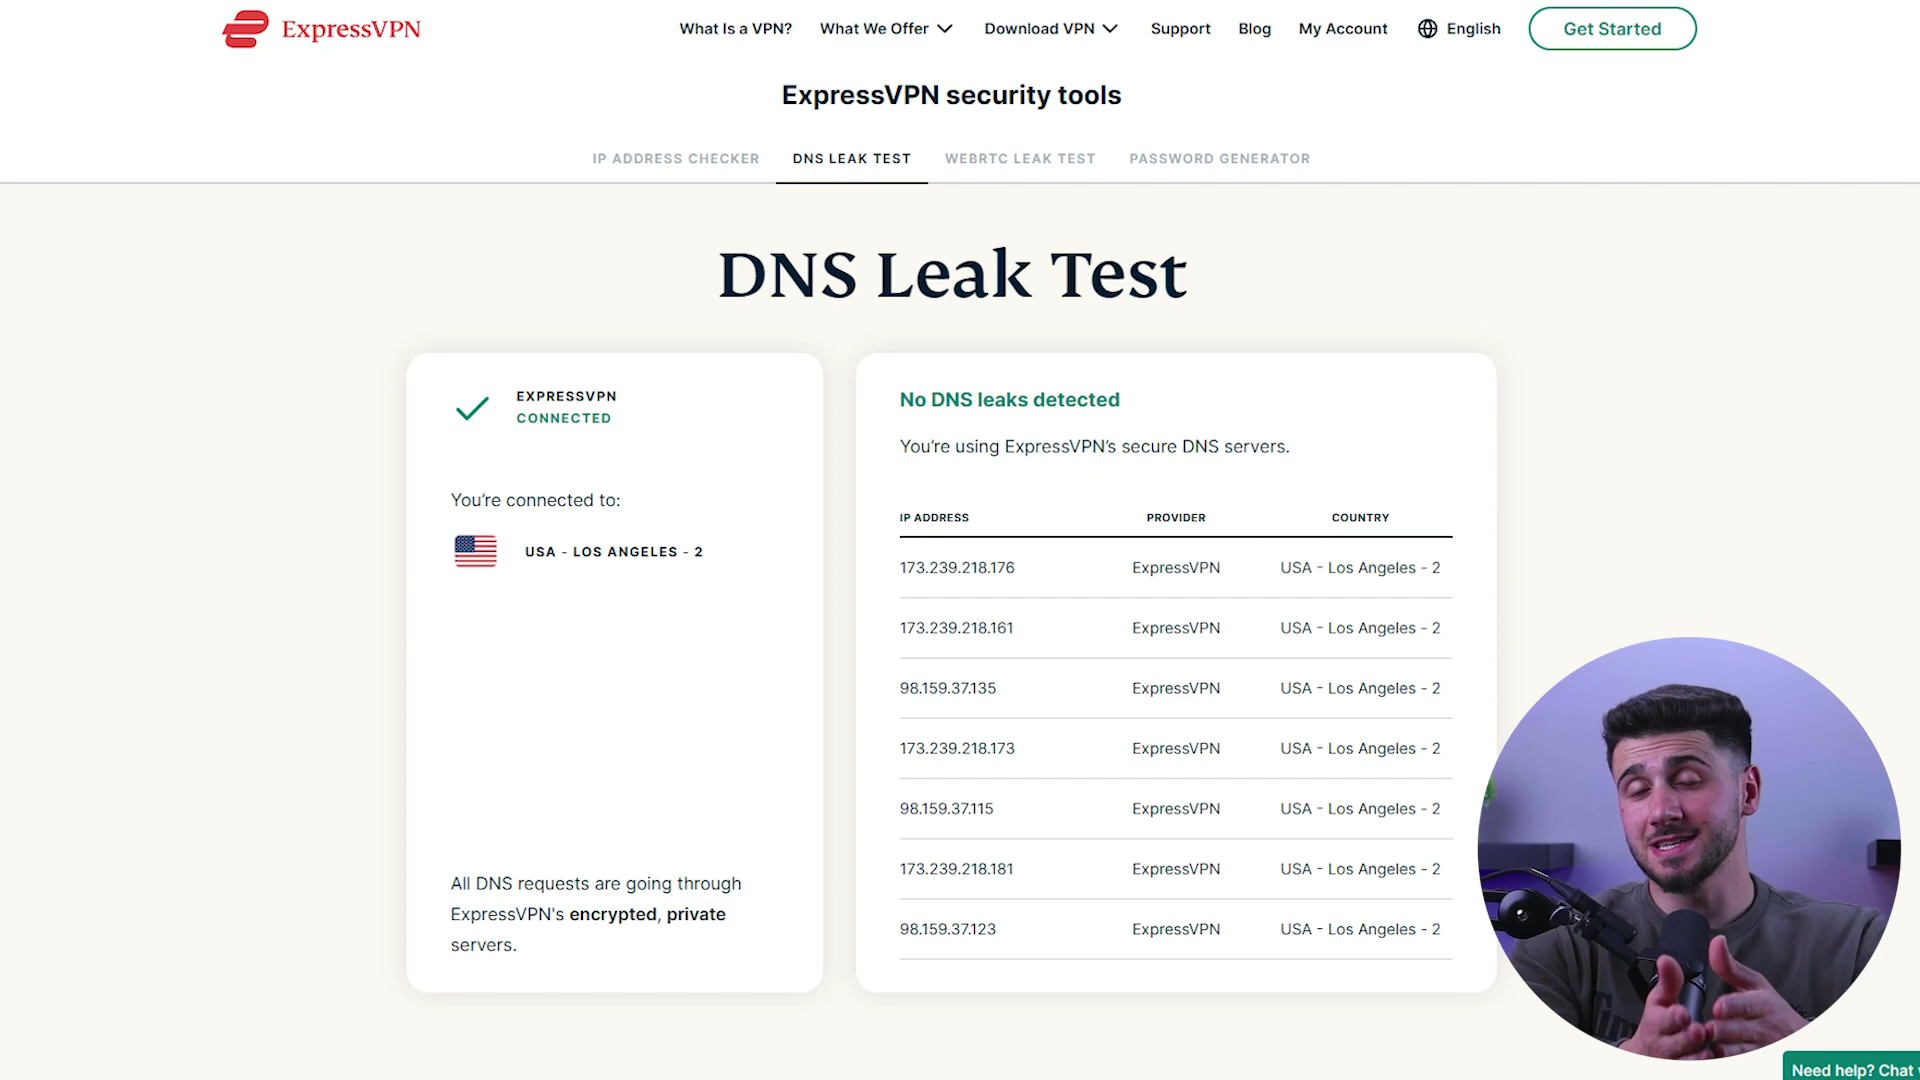 ExpressVPN
What Is a VPN?
What We Offer
Download VPN
Support
Blog
My Account
English
Get Started
ExpressVPN security tools
IP ADDRESS CHECKER
DNS LEAK TEST
WEBRTC LEAK TEST
PASSWORD GENERATOR
DNS Leak Test
EXPRESSVPN
CONNECTED
You're connected to:
USA - LOS ANGELES - 2
All DNS requests are going through
ExpressVPN's encrypted, private
servers.
No DNS leaks detected
You're using ExpressVPN's secure DNS servers.
IP ADDRESS PROVIDER COUNTRY
173.239.218.176 ExpressVPN USA - Los Angeles - 2
173.239.218.161 ExpressVPN USA - Los Angeles - 2
98.159.37.135 ExpressVPN USA - Los Angeles - 2
173.239.218.173 ExpressVPN USA - Los Angeles - 2
98.159.37.115 ExpressVPN USA - Los Angeles - 2
173.239.218.181 ExpressVPN USA - Los Angeles - 2
98.159.37.123 ExpressVPN USA - Los Angeles - 2
Need help? Chat